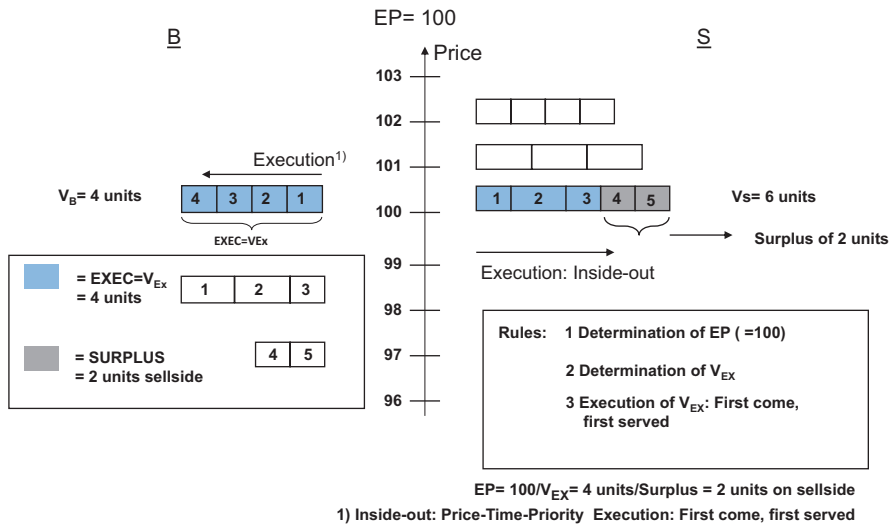 EP= 100
B
S
Price
103
102
101
100
99
98
97
96
Execution1)
VB= 4 units
4 3 2 1
EXEC=VEx
1 2 3 4 5
Vs= 6 units
Surplus of 2 units
Execution: Inside-out
= EXEC=VEx
= 4 units
1 2 3
= SURPLUS
= 2 units sellside
4 5
Rules: 1 Determination of EP ( =100)
2 Determination of VEX
3 Execution of VEX: First come,
first served
EP= 100/VEX= 4 units/Surplus = 2 units on sellside
1) Inside-out: Price-Time-Priority Execution: First come, first served